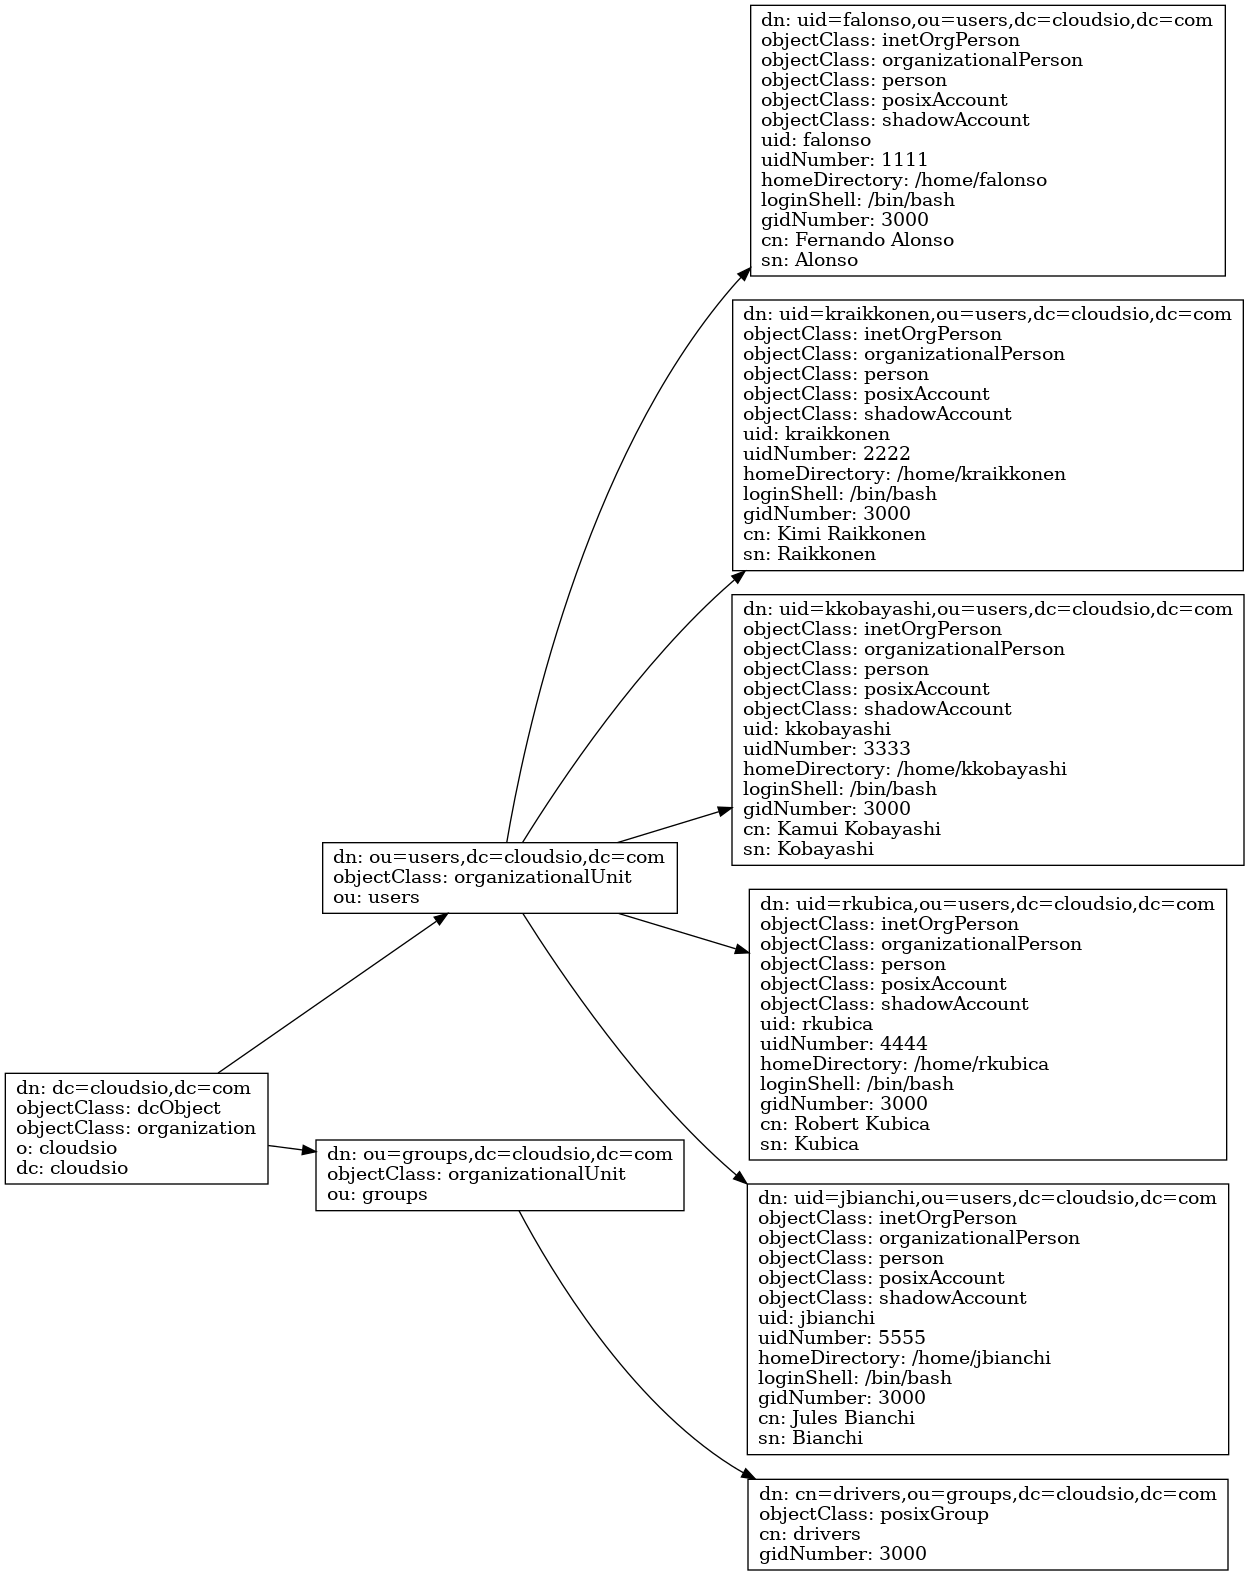 dn: uid=falonso,ou=users,dc=cloudsio,dc=com
objectClass: inetOrgPerson
objectClass: organizationalPerson
objectClass: person
objectClass: posixAccount
objectClass: shadowAccount
uid: falonso
uidNumber: 1111
homeDirectory: /home/falonso
loginShell: /bin/bash
gidNumber: 3000
cn: Fernando Alonso
sn: Alonso
dn: uid=kraikkonen,ou=users,dc=cloudsio,dc=com
objectClass: inetOrgPerson
objectClass: organizationalPerson
objectClass: person
objectClass: posixAccount
objectClass: shadowAccount
uid: kraikkonen
uidNumber: 2222
homeDirectory: /home/kraikkonen
loginShell: /bin/bash
gidNumber: 3000
cn: Kimi Raikkonen
sn: Raikkonen
dn: uid=kkobayashi,ou=users,dc=cloudsio,dc=com
objectClass: inetOrgPerson
objectClass: organizationalPerson
objectClass: person
objectClass: posixAccount
objectClass: shadowAccount
uid: kkobayashi
uidNumber: 3333
homeDirectory: /home/kkobayashi
loginShell: /bin/bash
gidNumber: 3000
cn: Kamui Kobayashi
sn: Kobayashi
dn: ou=users,dc=cloudsio,dc=com
objectClass: organizationalUnit
ou: users
dn: uid=rkubica,ou=users,dc=cloudsio,dc=com
objectClass: inetOrgPerson
objectClass: organizationalPerson
objectClass: person
objectClass: posixAccount
objectClass: shadowAccount
uid: rkubica
uidNumber: 4444
homeDirectory: /home/rkubica
loginShell: /bin/bash
gidNumber: 3000
cn: Robert Kubica
sn: Kubica
dn: dc=cloudsio,dc=com
objectClass: dcObject
objectClass: organization
o: cloudsio
dc: cloudsio
dn: ou=groups,dc=cloudsio,dc=com
objectClass: organizationalUnit
ou: groups
dn: uid=jbianchi,ou=users,dc=cloudsio,dc=com
objectClass: inetOrgPerson
objectClass: organizationalPerson
objectClass: person
objectClass: posixAccount
objectClass: shadowAccount
uid: jbianchi
uidNumber: 5555
homeDirectory: /home/jbianchi
loginShell: /bin/bash
gidNumber: 3000
cn: Jules Bianchi
sn: Bianchi
dn: cn=drivers,ou=groups,dc=cloudsio,dc=com
objectClass: posixGroup
cn: drivers
gidNumber: 3000